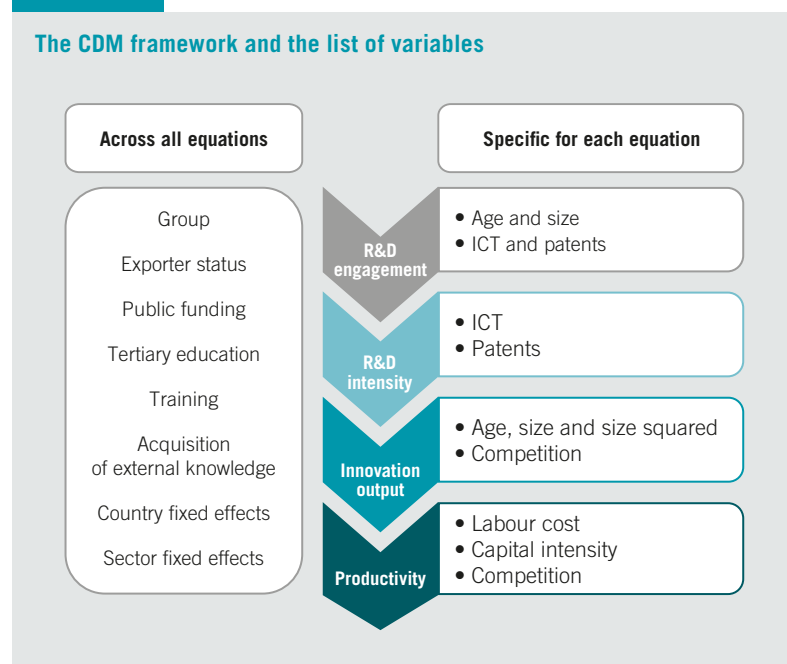 The CDM framework and the list of variables
Across all equations
Group
Exporter status
Public funding
Tertiary education
Training
Acquisition
of external knowledge
Country fixed effects
Sector fixed effects
Specific for each equation
R&D
engagement
• Age and size
• ICT and patents
R&D
intensity
• ICT
• Patents
Innovation
output
• Age, size and size squared
• Competition
Productivity
• Labour cost
• Capital intensity
• Competition